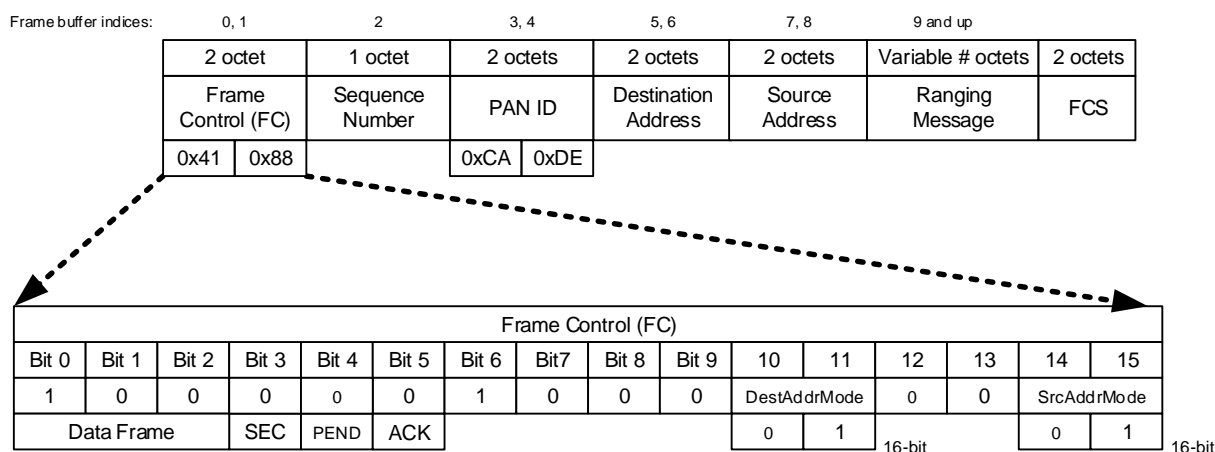 Frame buffer indices: 0, 1 2 3, 4 5, 6 7, 8 9 and up
2 octet 1 octet 2 octets 2 octets 2 octets Variable # octets 2 octets
Frame Control (FC) Sequence Number PAN ID Destination Address Source Address Ranging Message FCS
0x41 0x88 0xCA 0xDE
Frame Control (FC)
Bit 0 Bit 1 Bit 2 Bit 3 Bit 4 Bit 5 Bit 6 Bit7 Bit 8 Bit 9 10 11 12 13 14 15
1 0 0 0 0 0 1 0 0 0 DestAddrMode 0 0 SrcAddrMode
Data Frame SEC PEND ACK 0 1 16-bit 0 1 16-bit